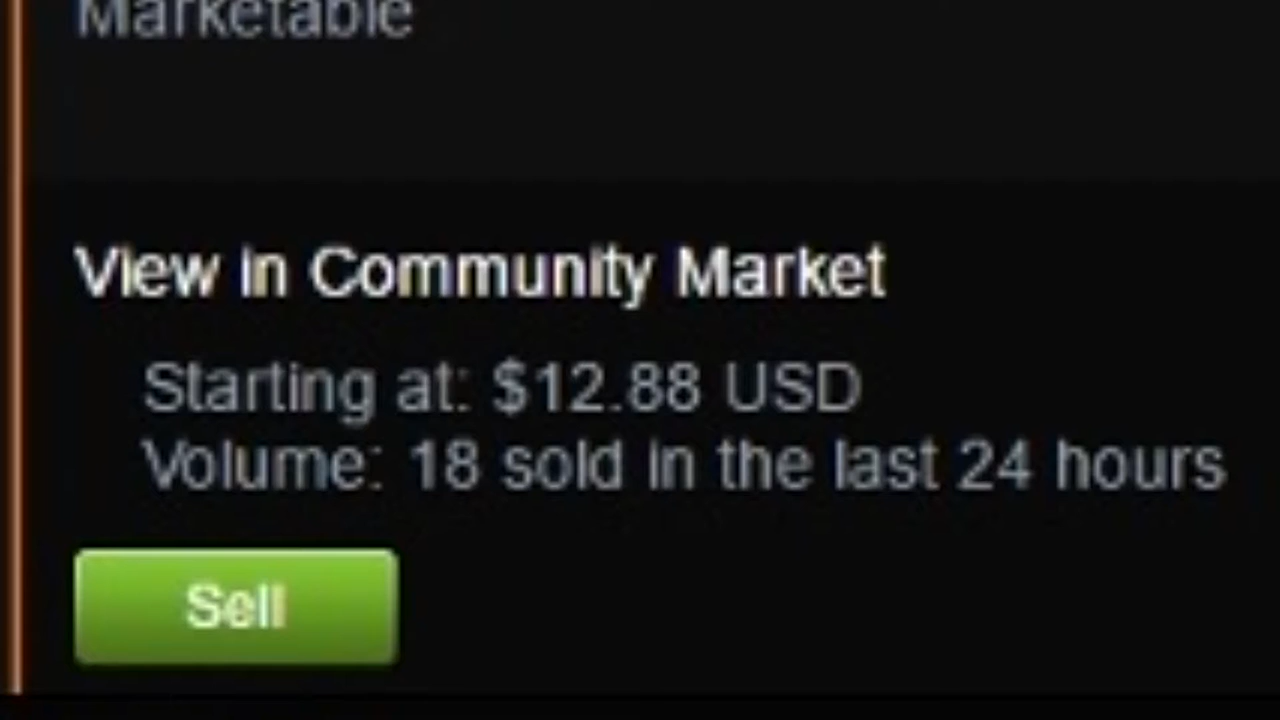 Marketable
View in Community Market
Starting at: $12.88 USD
Volume: 18 sold in the last 24 hours
Sell